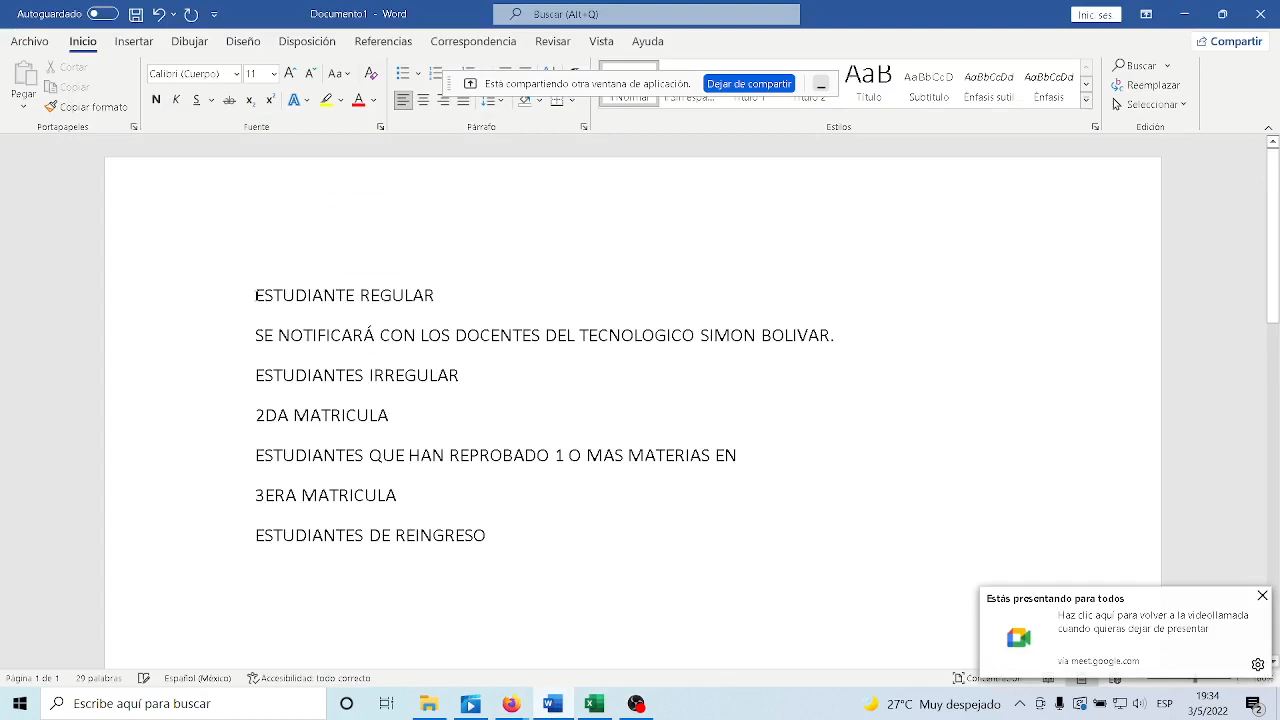 Autoguardado
Documento1 - Word
Buscar (Alt+Q)
Inic ses
Archivo Inicio Insertar Dibujar Diseño Disposición Referencias Correspondencia Revisar Vista Ayuda Compartir
Cortar
Copiar
Copiar formato
Portapapeles
Calibri (Cuerpo) 11
Fuente
Está compartiendo otra ventana de aplicación. Dejar de compartir
Párrafo
AaB AaBbCcD AaBbCcDd AaBbCcDd
Título Subtítulo Énfasis sutil Énfasis
Estilos
Buscar
Reemplazar
Seleccionar
Edición
ESTUDIANTE REGULAR
SE NOTIFICARÁ CON LOS DOCENTES DEL TECNOLOGICO SIMON BOLIVAR.
ESTUDIANTES IRREGULAR
2DA MATRICULA
ESTUDIANTES QUE HAN REPROBADO 1 O MAS MATERIAS EN
3ERA MATRICULA
ESTUDIANTES DE REINGRESO
Estás presentando para todos
Haz clic aquí para volver a la videollamada
cuando quieras dejar de presentar
vía meet.google.com
Página 1 de 1 29 palabras Español (México) Accesibilidad: todo correcto
Escribe aquí para buscar
27°C Muy despejado
ESP
19:34
3/5/2022
2